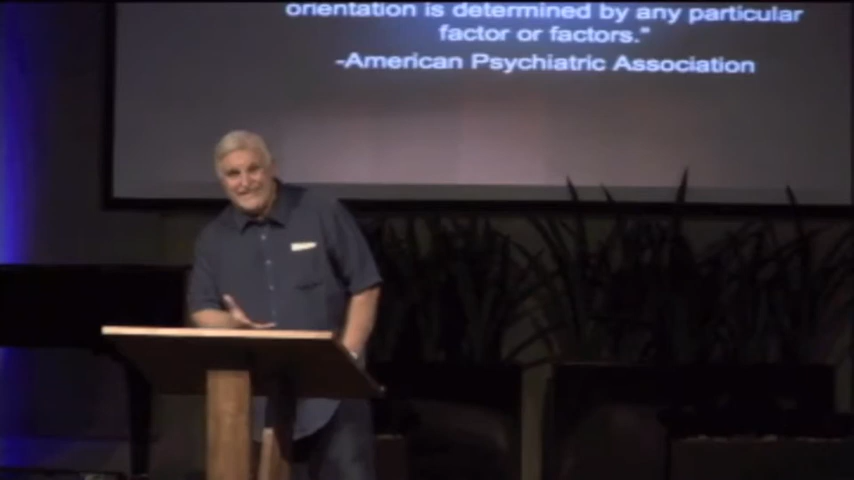 orientation is determined by any particular
factor or factors."
-American Psychiatric Association